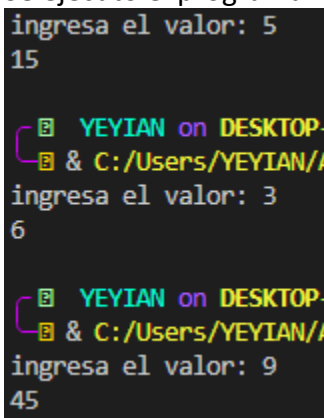 ingresa el valor: 5
15
YEYIAN on DESKTOP-
& C:/Users/YEYIAN/A
ingresa el valor: 3
6
YEYIAN on DESKTOP-
& C:/Users/YEYIAN/A
ingresa el valor: 9
45